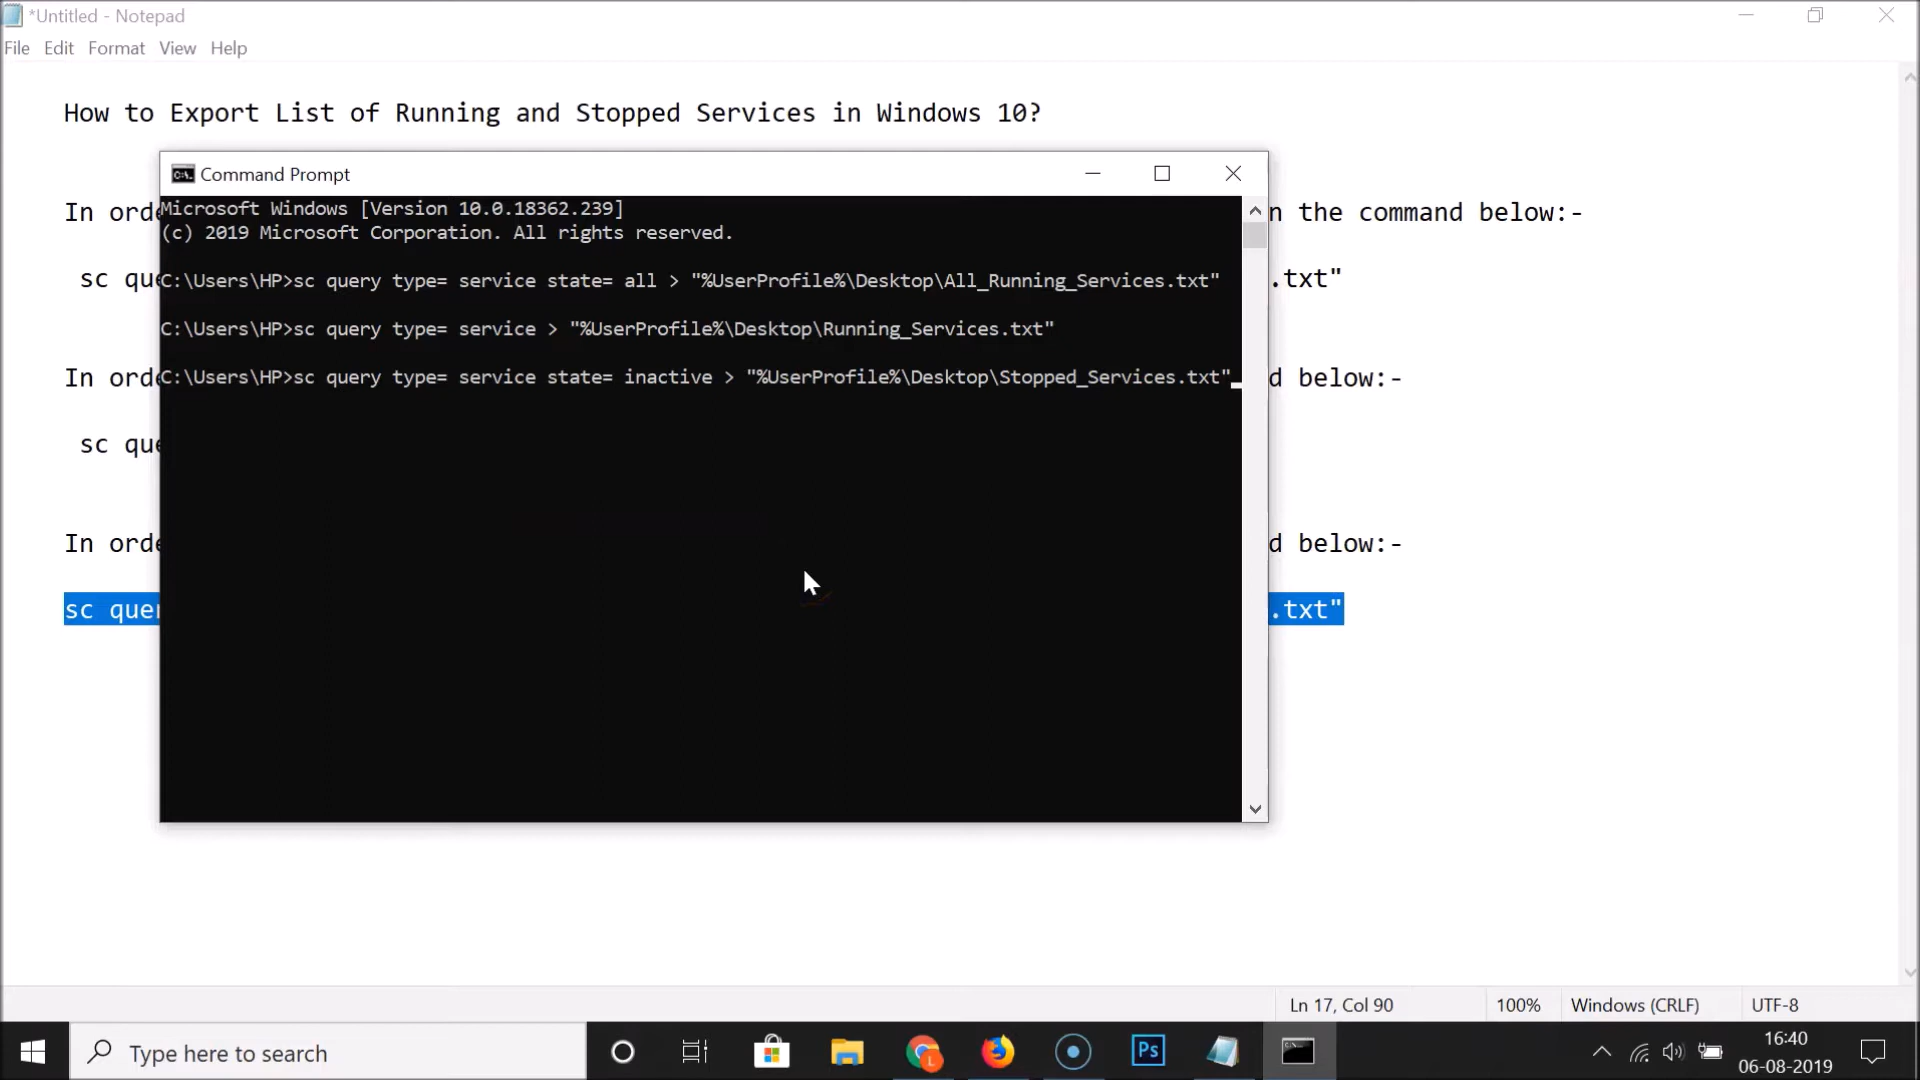 *Untitled - Notepad
File Edit Format View Help
How to Export List of Running and Stopped Services in Windows 10?
Command Prompt
Microsoft Windows [Version 10.0.18362.239]
In orde n the command below:-
(c) 2019 Microsoft Corporation. All rights reserved.
sc que .txt"
C:\Users\HP>sc query type= service state= all > "%UserProfile%\Desktop\All_Running_Services.txt"
C:\Users\HP>sc query type= service > "%UserProfile%\Desktop\Running_Services.txt"
In orde d below:-
C:\Users\HP>sc query type= service state= inactive > "%UserProfile%\Desktop\Stopped_Services.txt"
sc que
In orde d below:-
sc quer .txt"
Ln 17, Col 90 100% Windows (CRLF) UTF-8
Type here to search
Ps
16:40
06-08-2019